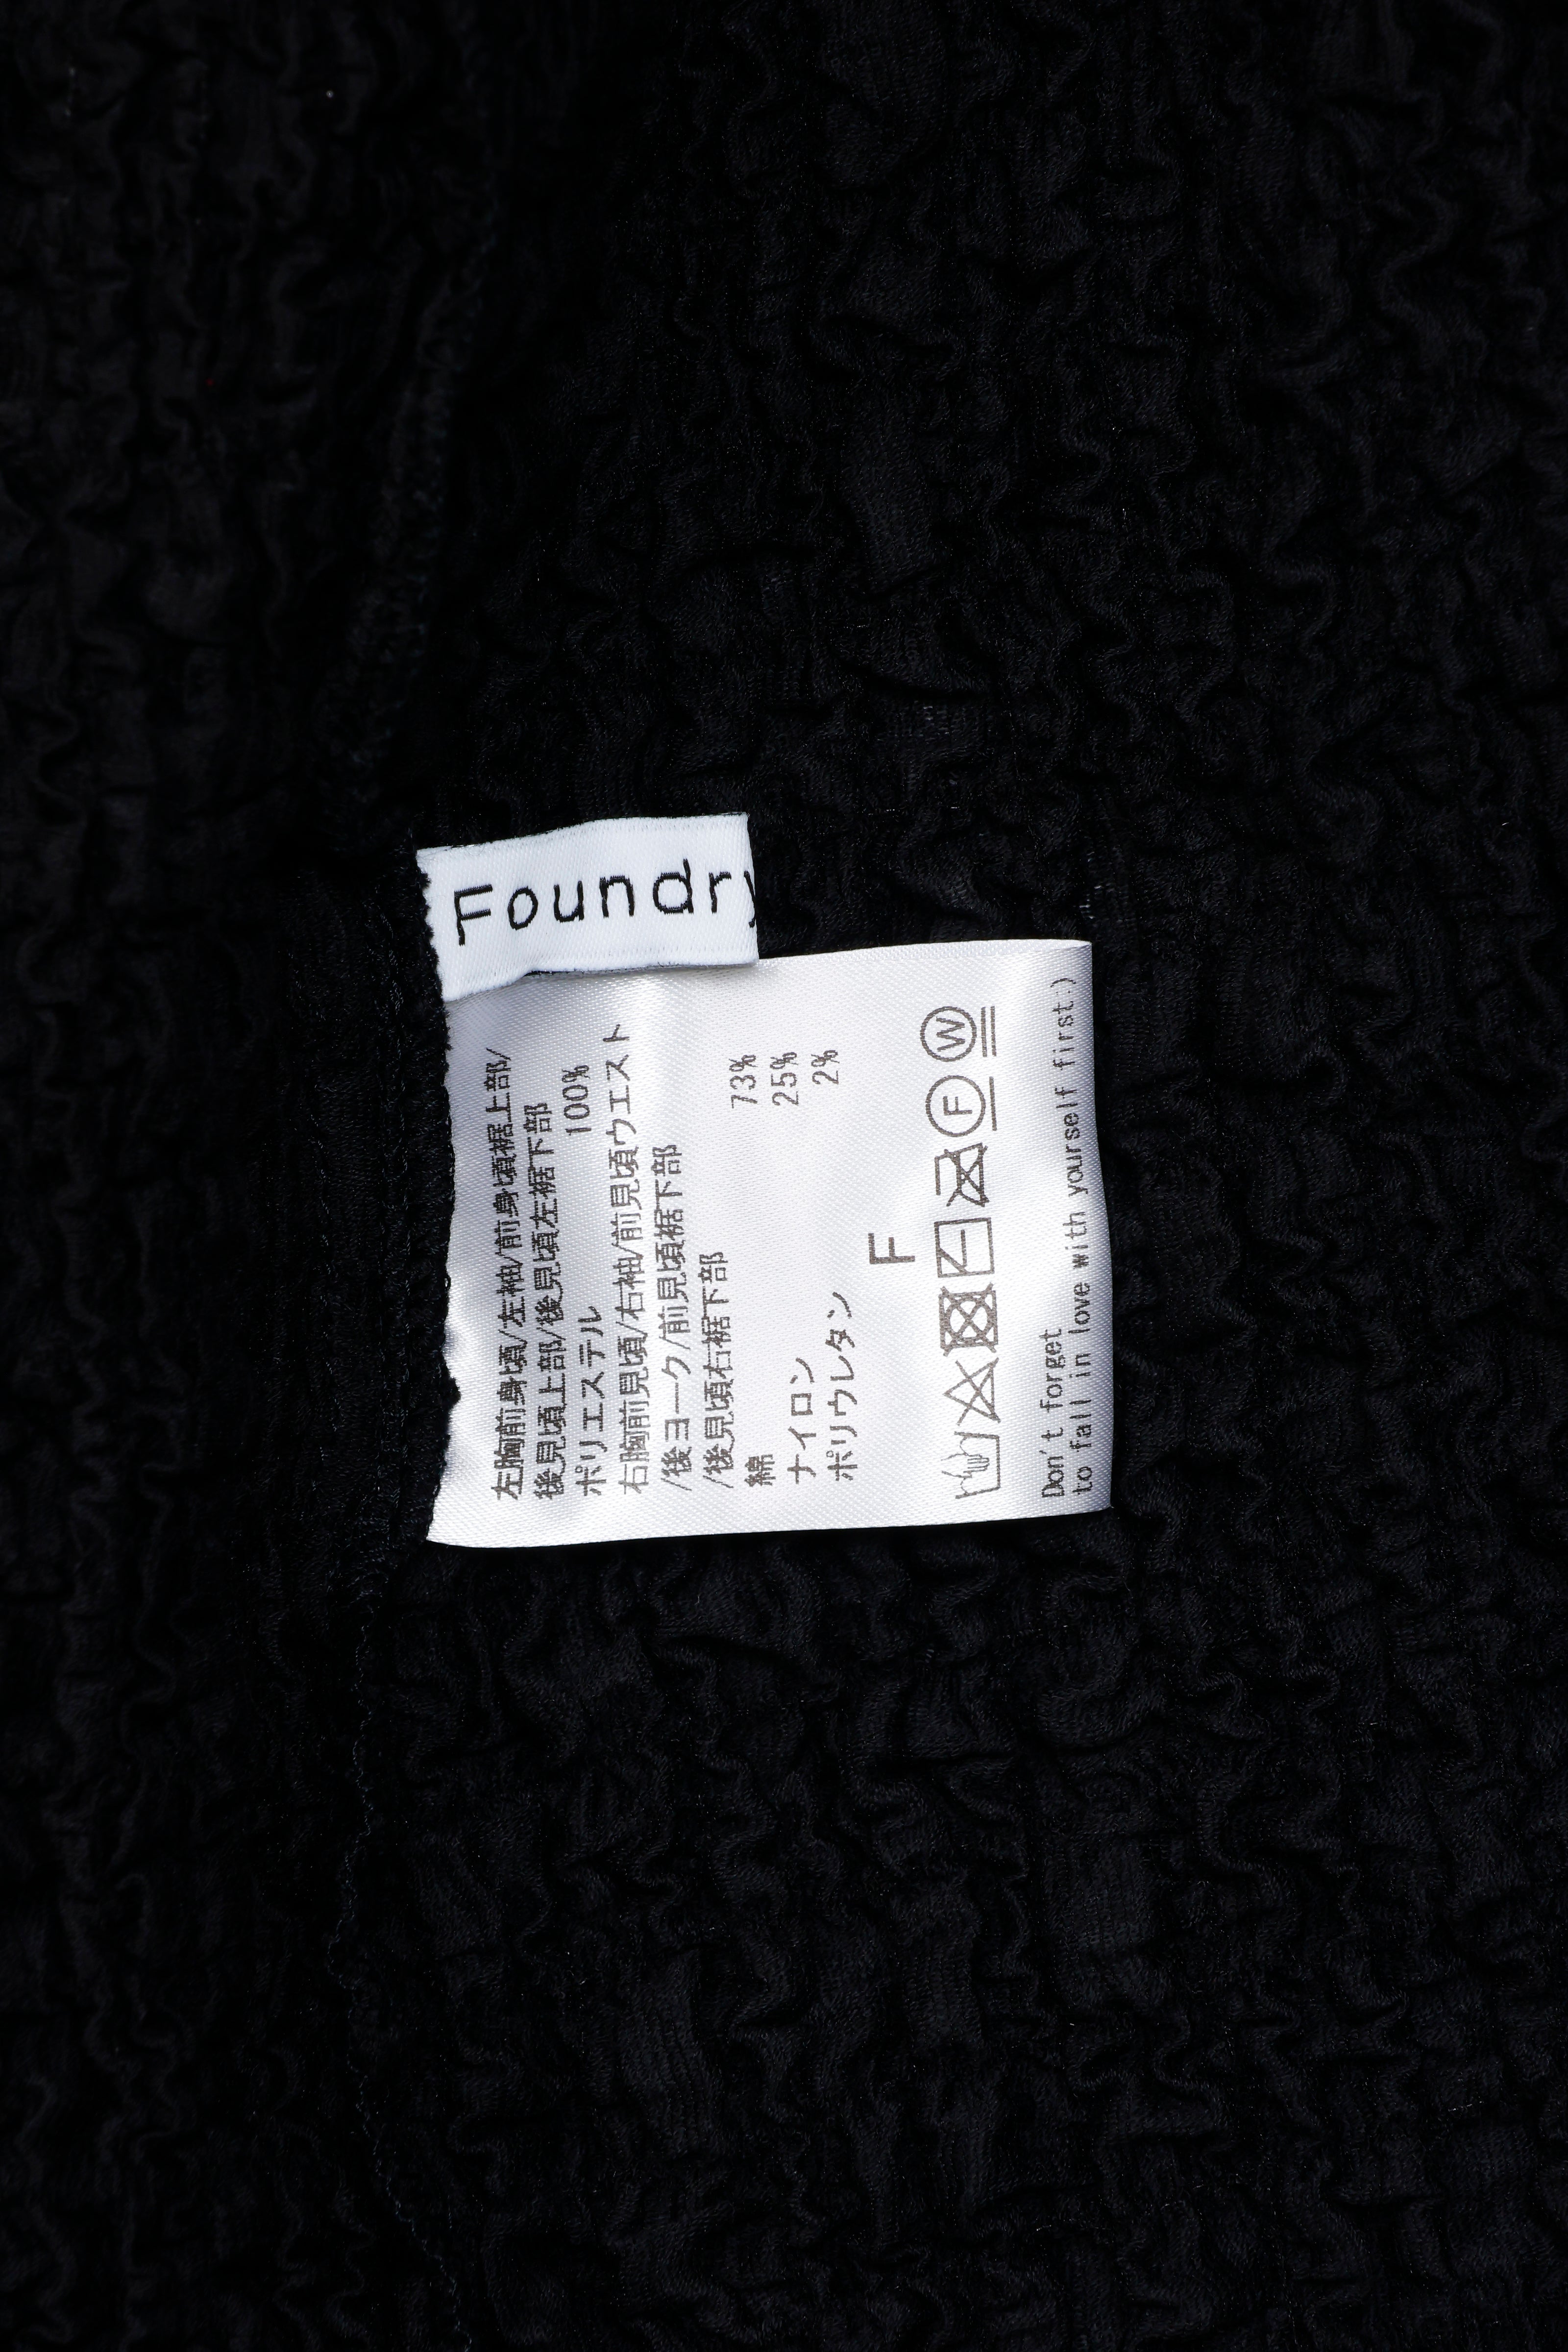 Foundry
左胸前身頃/左袖/前身頃裾上部/
後見頃上部/後見頃左裾下部
ポリエステル 100%
右胸前見頃/右袖/前見頃ウエスト
/後ヨーク/前見頃裾下部
/後見頃右裾下部
綿 73%
ナイロン 25%
ポリウレタン 2%
F
F W
Don't forget
to fall in love with yourself first:)